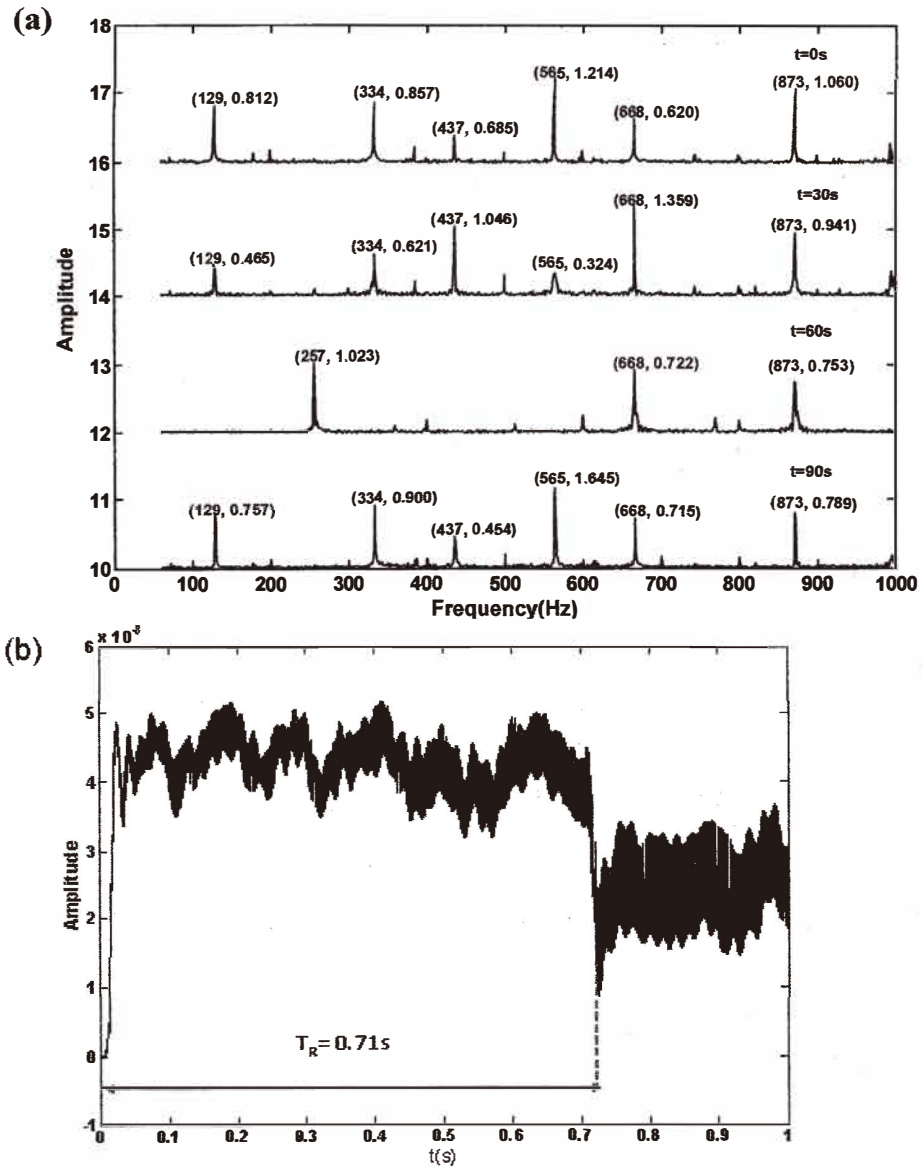 (a)
18
17
16
15
14
13
12
11
10
Amplitude
t=0s
(129, 0.812)
(334, 0.857)
(437, 0.685)
(565, 1.214)
(668, 0.620)
(873, 1.060)
t=30s
(129, 0.465)
(334, 0.621)
(437, 1.046)
(565, 0.324)
(668, 1.359)
(873, 0.941)
t=60s
(257, 1.023)
(668, 0.722)
(873, 0.753)
t=90s
(129, 0.757)
(334, 0.900)
(437, 0.454)
(565, 1.645)
(668, 0.715)
(873, 0.789)
0 100 200 300 400 500 600 700 800 900 1000
Frequency(Hz)
(b)
x 10⁻⁸
6
5
4
3
2
1
0
-1
Amplitude
T_R= 0.71s
0 0.1 0.2 0.3 0.4 0.5 0.6 0.7 0.8 0.9 1
t(s)